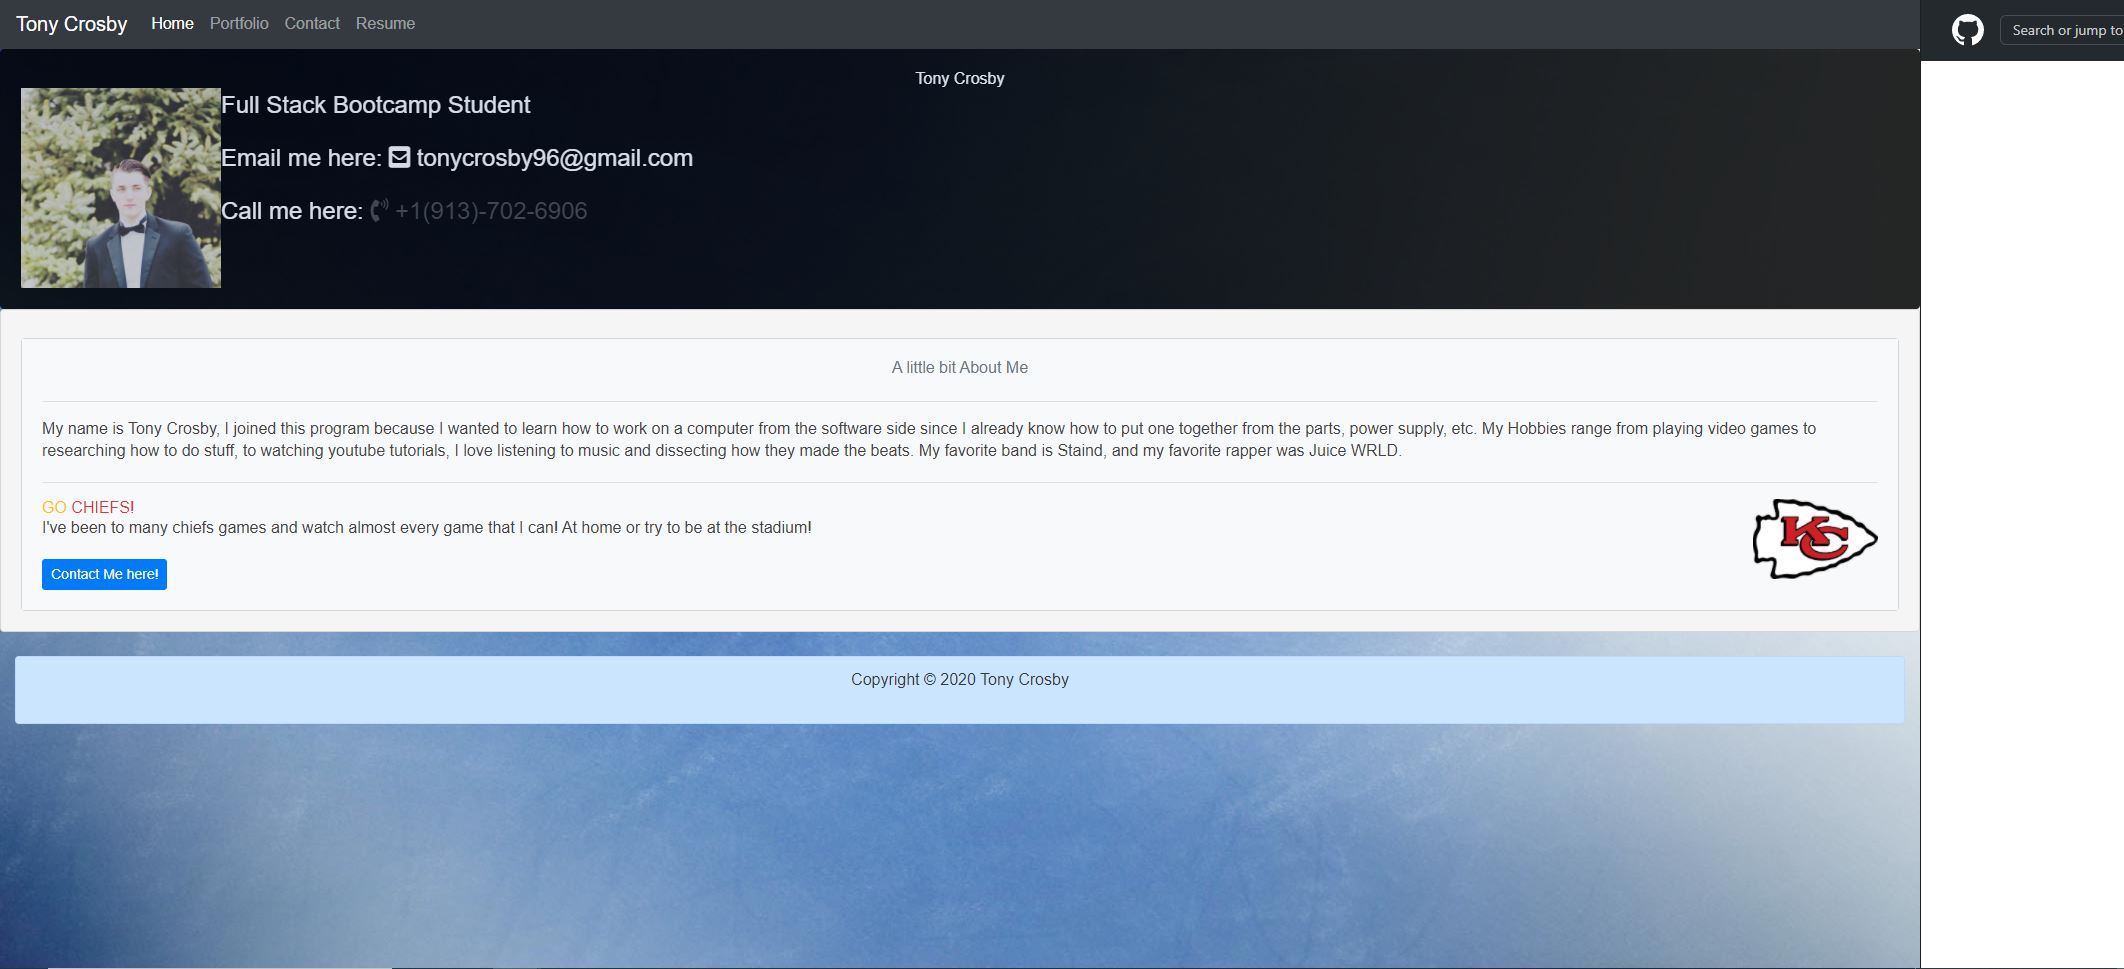 Tony Crosby Home Portfolio Contact Resume
Search or jump to
Tony Crosby
Full Stack Bootcamp Student
Email me here: tonycrosby96@gmail.com
Call me here: +1(913)-702-6906
A little bit About Me
My name is Tony Crosby, I joined this program because I wanted to learn how to work on a computer from the software side since I already know how to put one together from the parts, power supply, etc. My Hobbies range from playing video games to
researching how to do stuff, to watching youtube tutorials, I love listening to music and dissecting how they made the beats. My favorite band is Staind, and my favorite rapper was Juice WRLD.
GO CHIEFS!
I've been to many chiefs games and watch almost every game that I can! At home or try to be at the stadium!
KC
Contact Me here!
Copyright © 2020 Tony Crosby